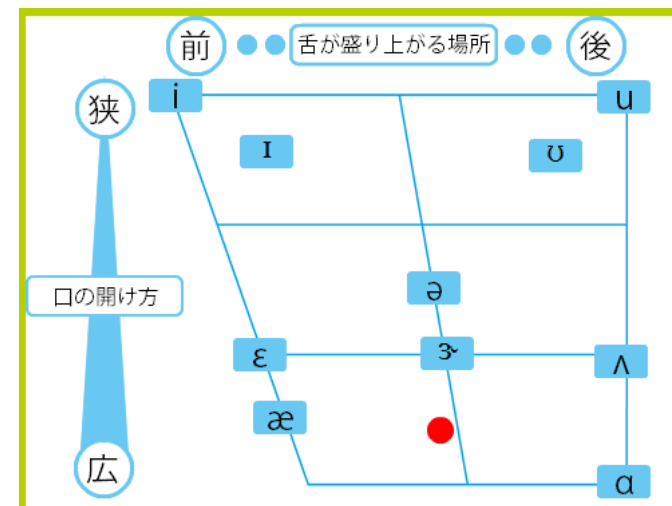 前 舌が盛り上がる場所 後
狭
i u
ɪ ʊ
口の開け方
ə
ɛ ɝ ʌ
æ
広
ɑ